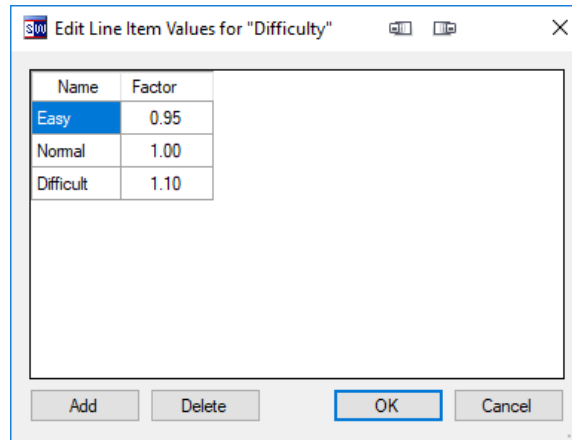 SW Edit Line Item Values for "Difficulty"
Name Factor
Easy 0.95
Normal 1.00
Difficult 1.10
Add Delete OK Cancel